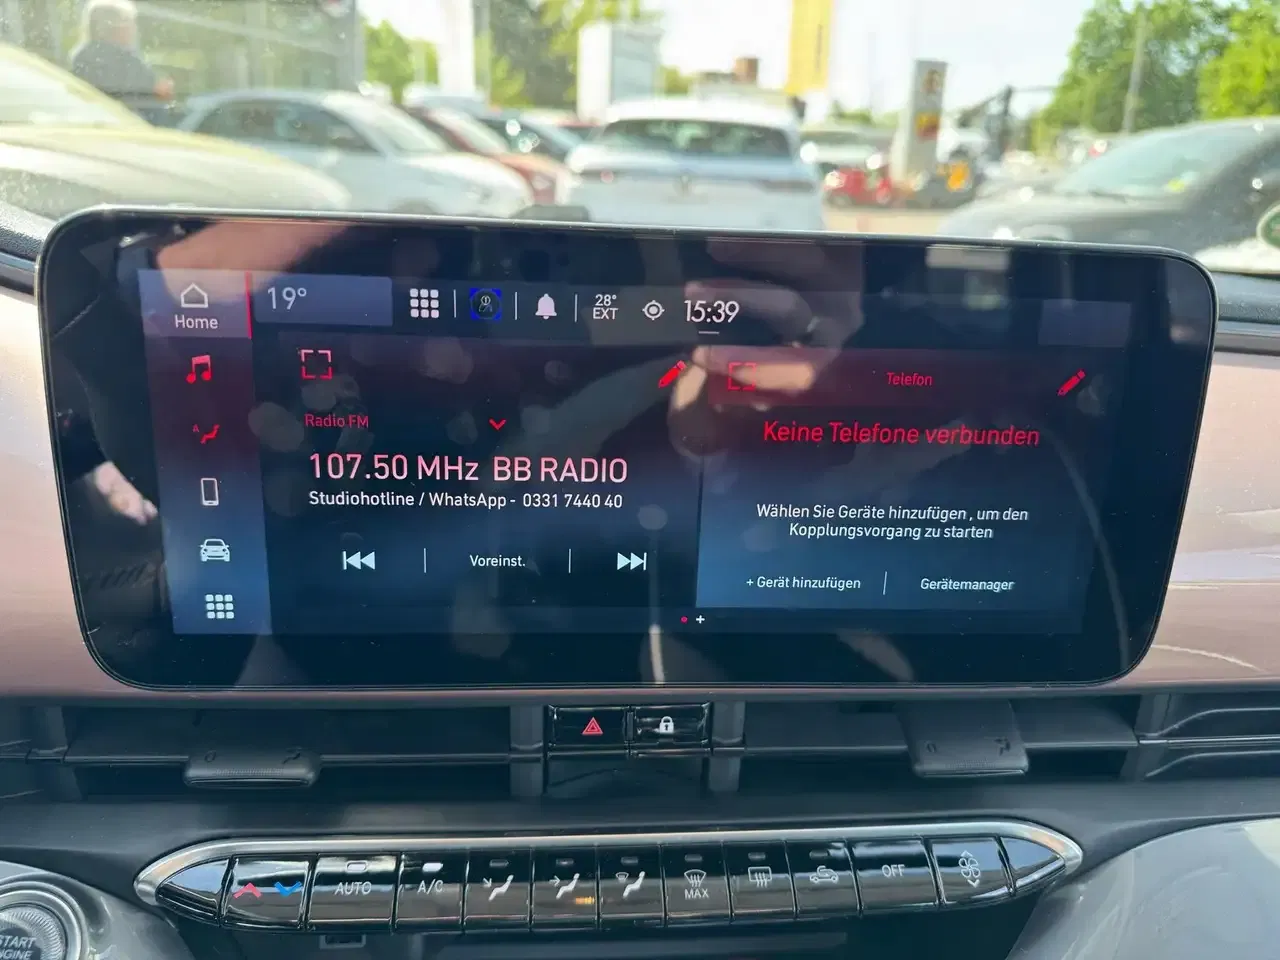 Home
19°
28°
EXT
15:39
Radio FM
107.50 MHz BB RADIO
Studiohotline / WhatsApp - 0331 7440 40
Voreinst.
Telefon
Keine Telefone verbunden
Wählen Sie Geräte hinzufügen , um den
Kopplungsvorgang zu starten
+ Gerät hinzufügen
Gerätemanager
AUTO
A/C
MAX
OFF
START
ENGINE